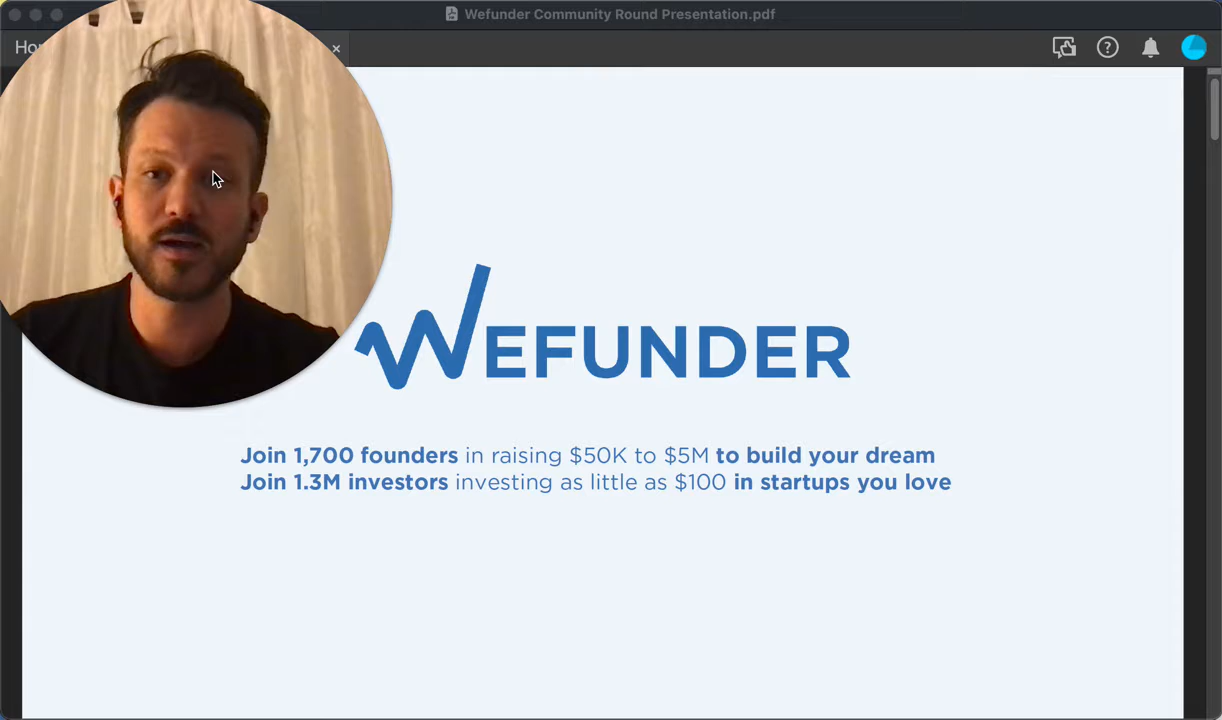 Wefunder Community Round Presentation.pdf
Ho
WEFUNDER
Join 1,700 founders in raising $50K to $5M to build your dream
Join 1.3M investors investing as little as $100 in startups you love